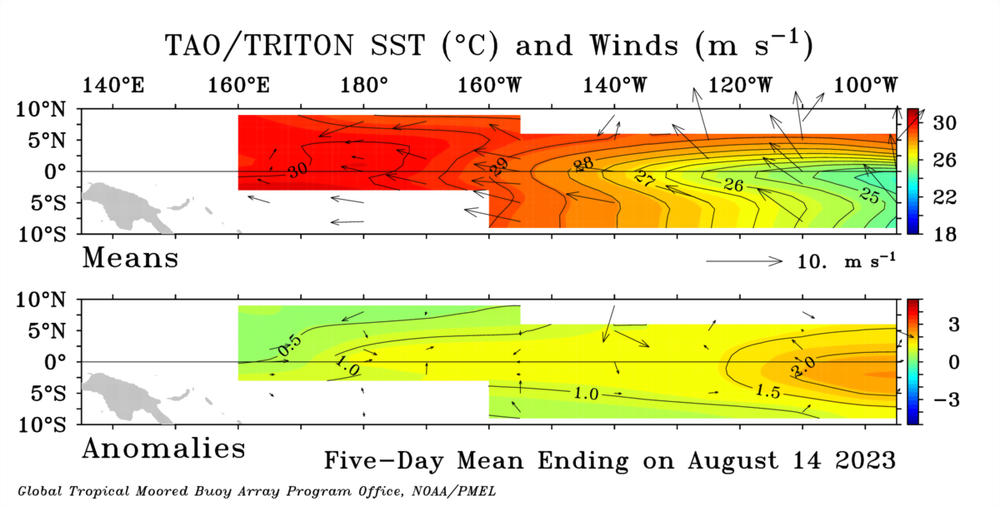 TAO/TRITON SST (°C) and Winds (m s⁻¹)
140°E 160°E 180° 160°W 140°W 120°W 100°W
10°N
5°N
0°
5°S
10°S
30
29
28
27
26
25
30
26
22
18
Means
10. m s⁻¹
10°N
5°N
0°
5°S
10°S
0.5
1.0
1.0
1.5
2.0
3
0
−3
Anomalies
Five−Day Mean Ending on August 14 2023
Global Tropical Moored Buoy Array Program Office, NOAA/PMEL